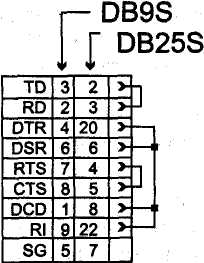 DB9S
DB25S
TD 3 2
RD 2 3
DTR 4 20
DSR 6 6
RTS 7 4
CTS 8 5
DCD 1 8
RI 9 22
SG 5 7